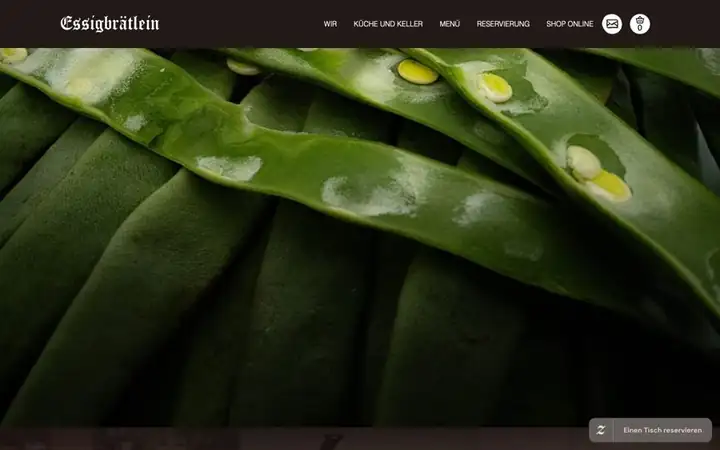 Essigbrätlein
WIR KÜCHE UND KELLER MENÜ RESERVIERUNG SHOP ONLINE 0
Einen Tisch reservieren